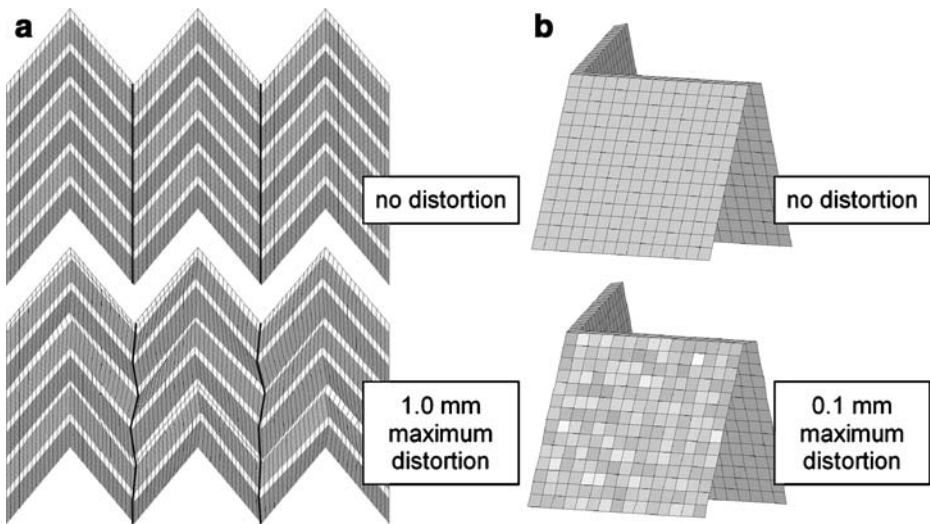 a
no distortion
1.0 mm
maximum
distortion
b
no distortion
0.1 mm
maximum
distortion